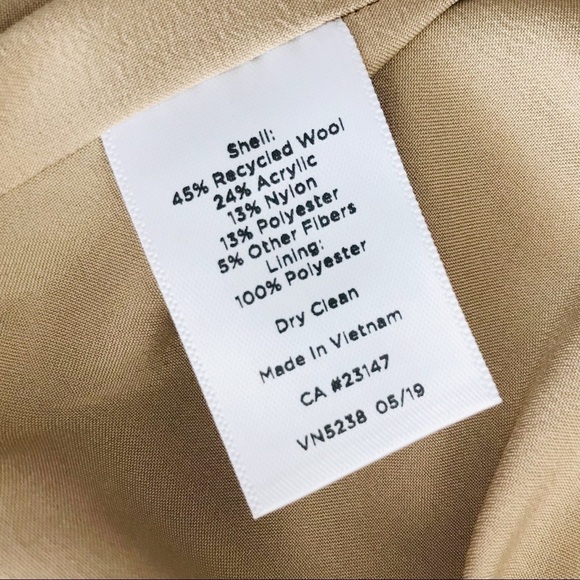 Shell:
45% Recycled Wool
24% Acrylic
13% Nylon
13% Polyester
5% Other Fibers
Lining:
100% Polyester
Dry Clean
Made In Vietnam
CA #23147
VN5238 05/19